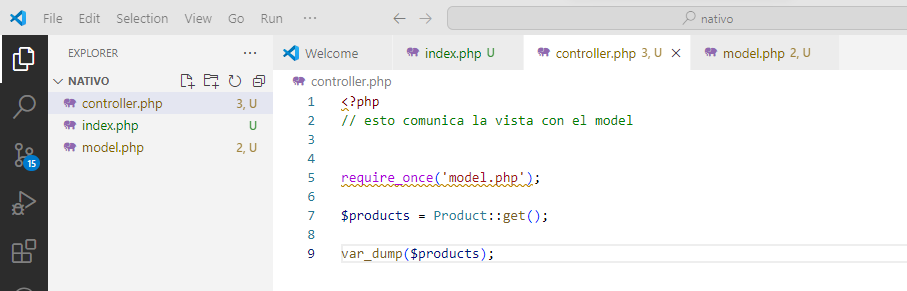 File Edit Selection View Go Run ··· ← → nativo
EXPLORER ···
Welcome index.php U controller.php 3, U × model.php 2, U
NATIVO
controller.php
controller.php 3, U
index.php U
model.php 2, U
15
1 <?php
2 // esto comunica la vista con el model
3
4
5 require_once('model.php');
6
7 $products = Product::get();
8
9 var_dump($products);